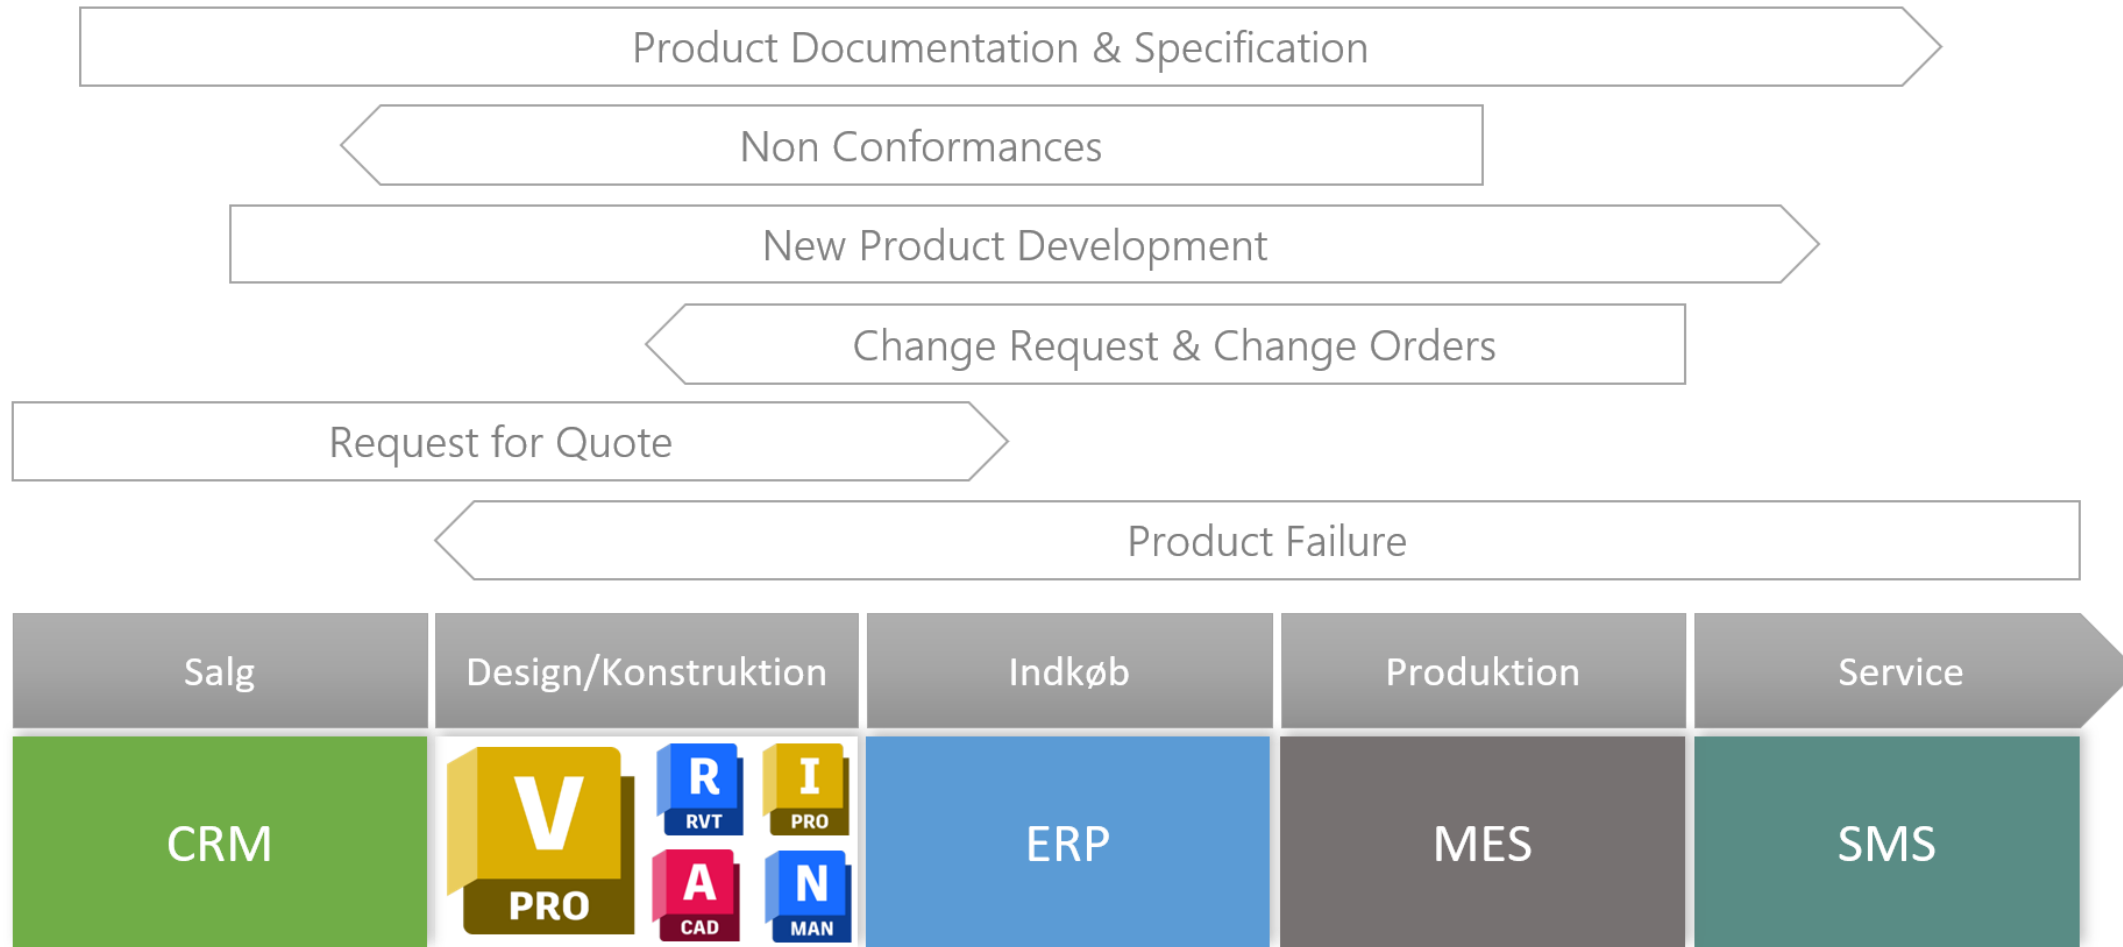 Product Documentation & Specification
Non Conformances
New Product Development
Change Request & Change Orders
Request for Quote
Product Failure
Salg
Design/Konstruktion
Indkøb
Produktion
Service
CRM
V
PRO
R
RVT
I
PRO
A
CAD
N
MAN
ERP
MES
SMS